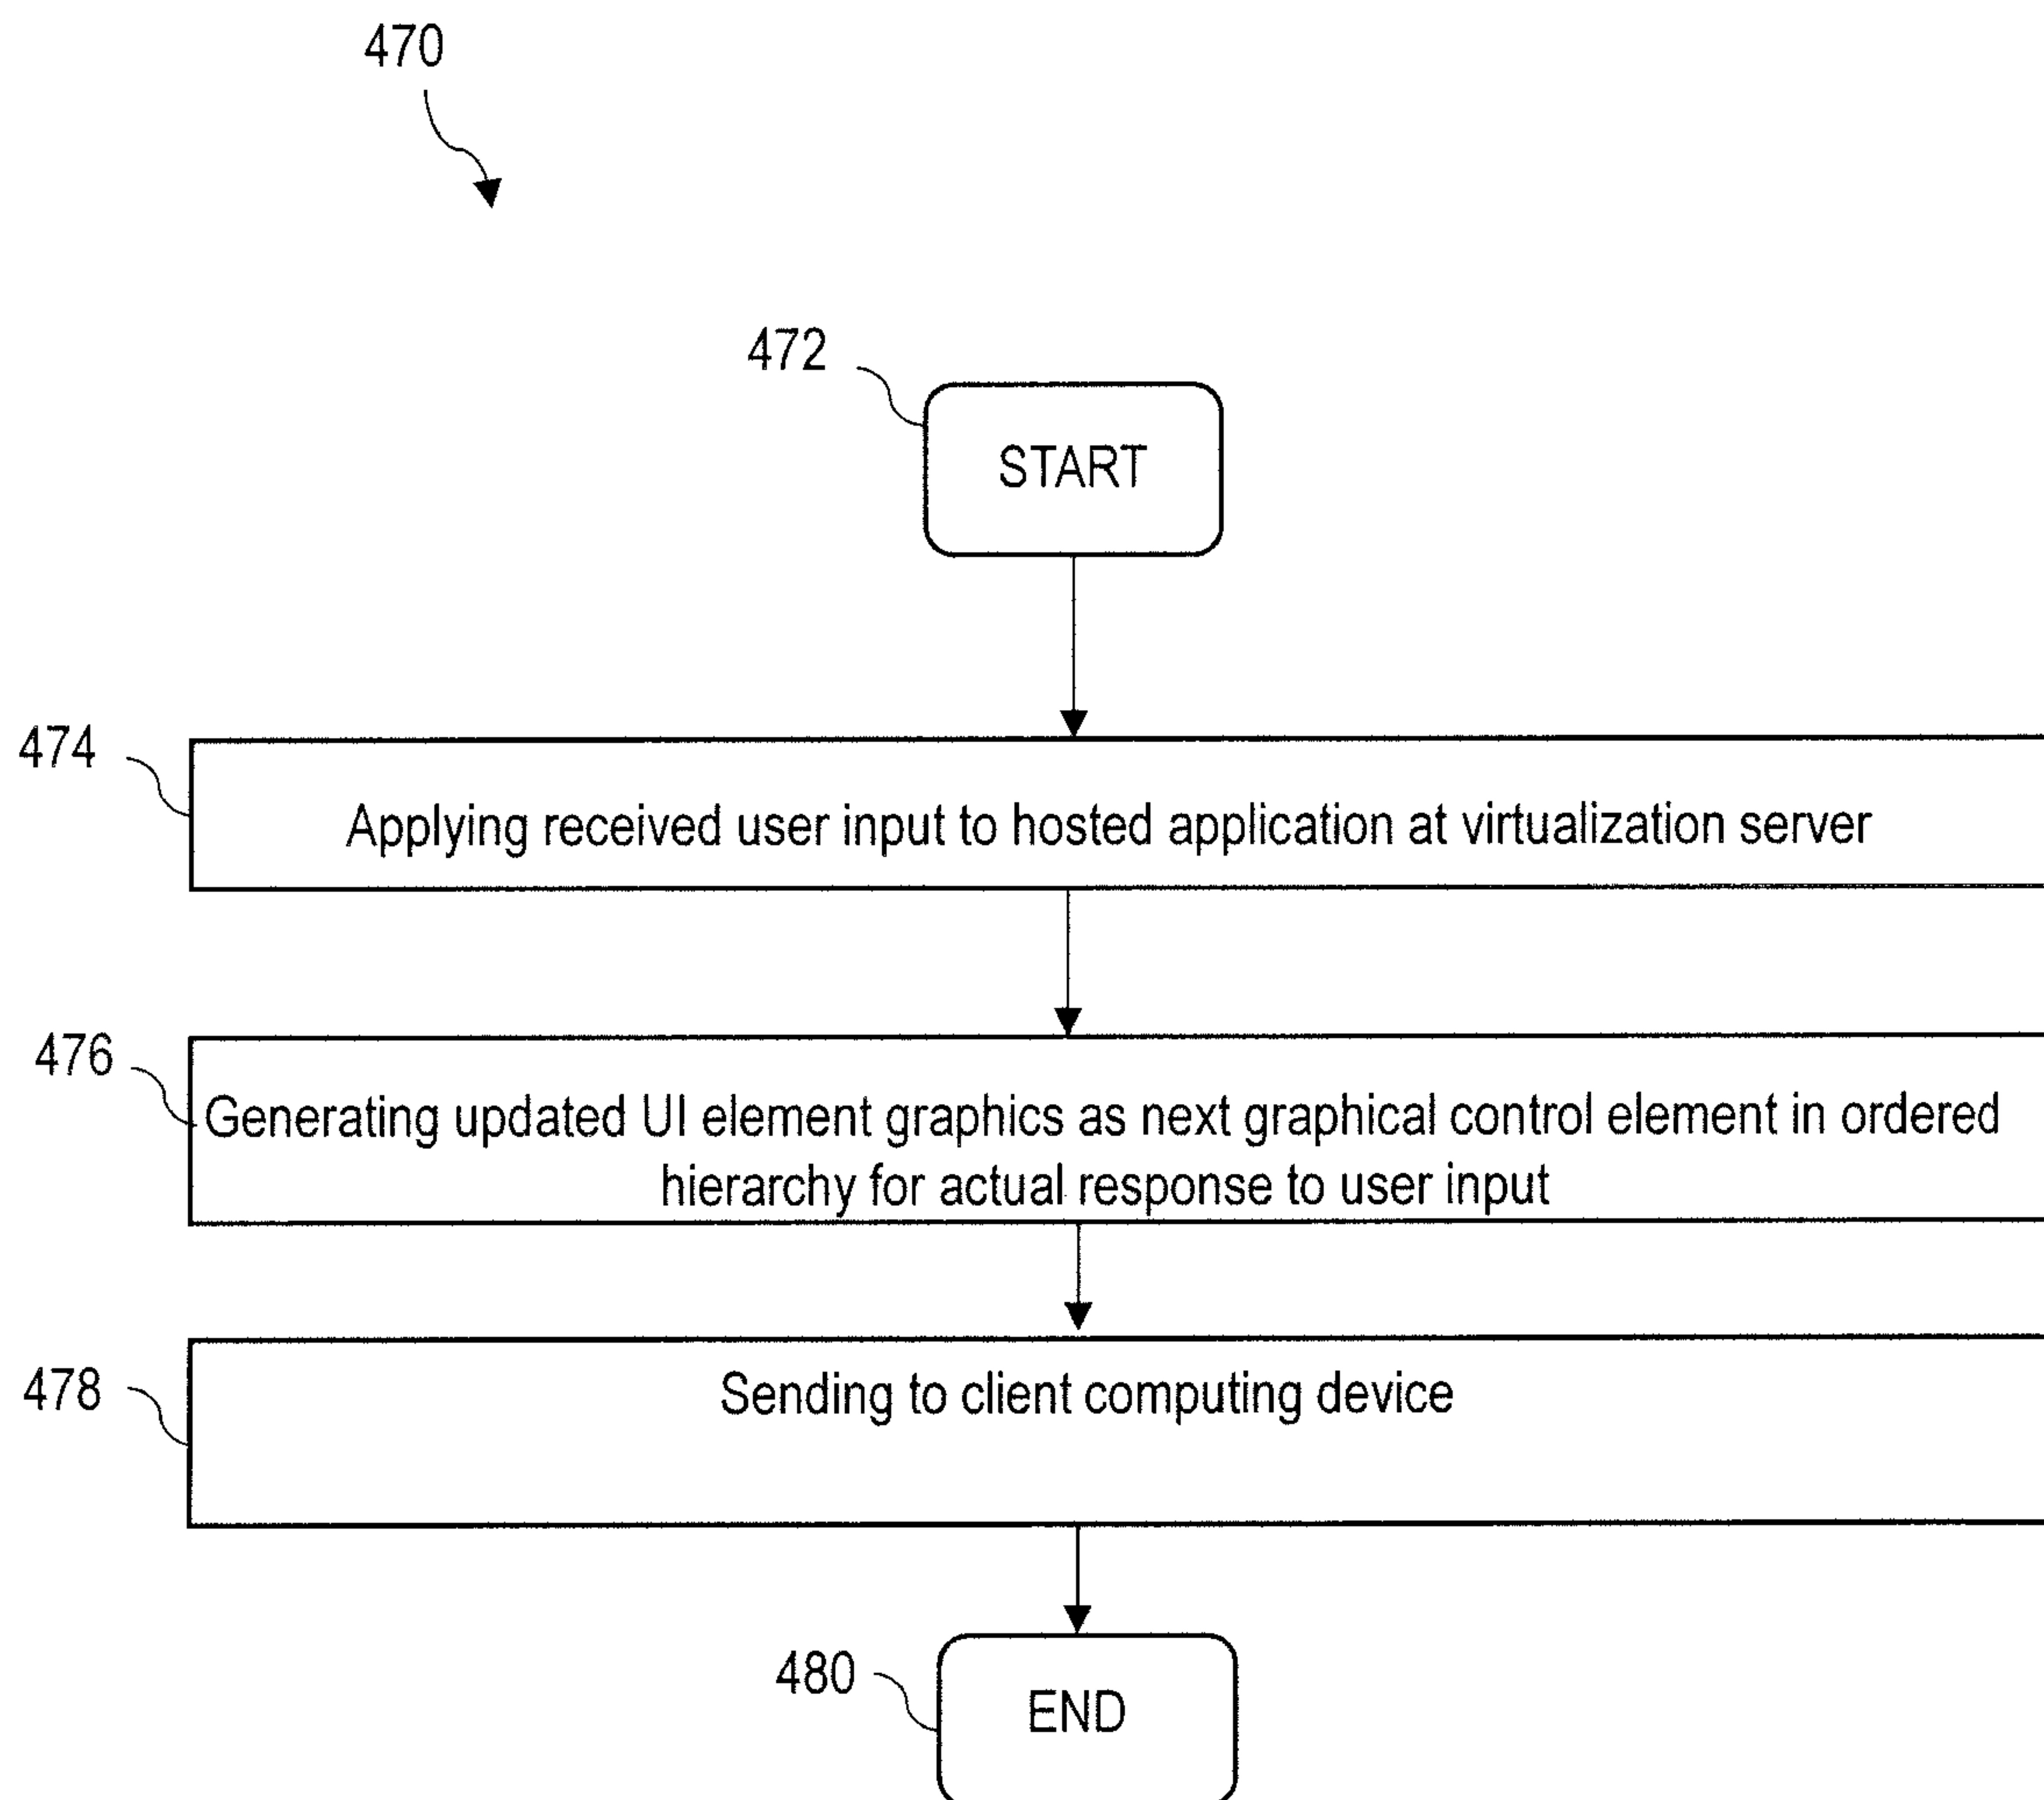 470
472
START
474
Applying received user input to hosted application at virtualization server
476
Generating updated UI element graphics as next graphical control element in ordered
hierarchy for actual response to user input
478
Sending to client computing device
480
END